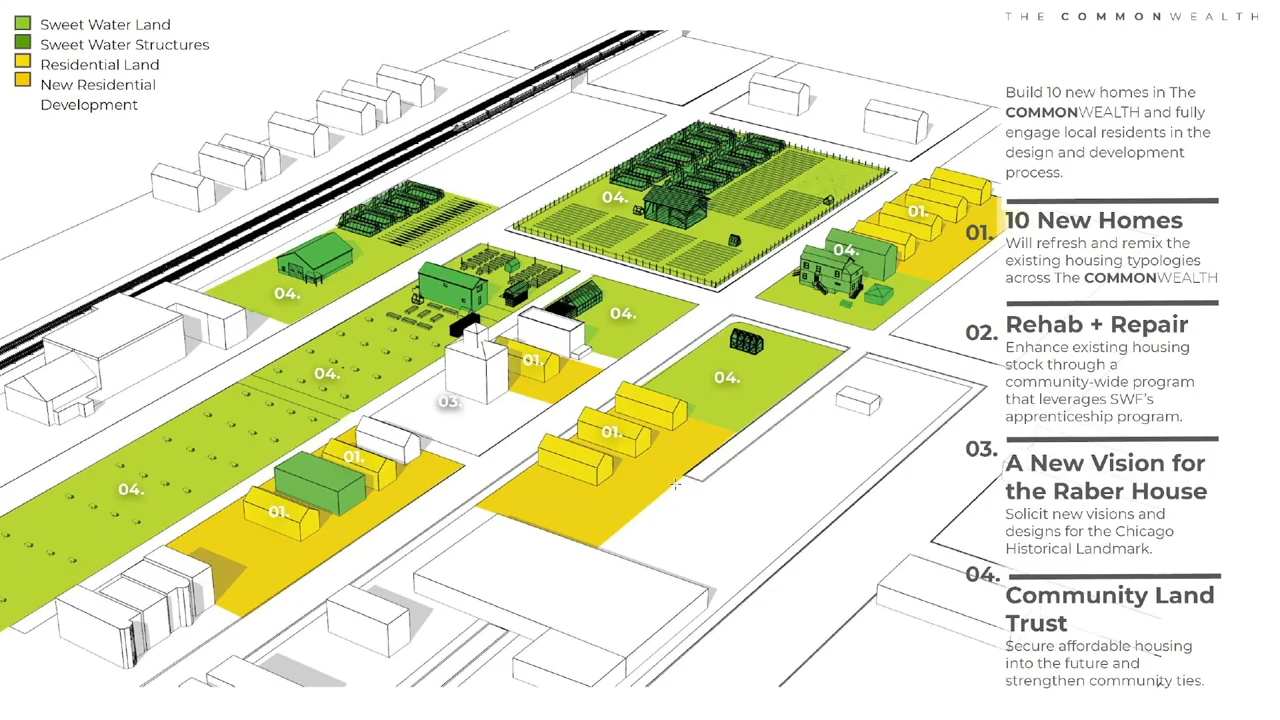 Sweet Water Land
Sweet Water Structures
Residential Land
New Residential
Development
THE COMMONWEALTH
Build 10 new homes in The
COMMONWEALTH and fully
engage local residents in the
design and development
process.
01.
10 New Homes
Will refresh and remix the
existing housing typologies
across The COMMONWEALTH
02.
Rehab + Repair
Enhance existing housing
stock through a
community-wide program
that leverages SWF's
apprenticeship program.
03.
A New Vision for
the Raber House
Solicit new visions and
designs for the Chicago
Historical Landmark.
04.
Community Land
Trust
Secure affordable housing
into the future and
strengthen community ties.
04.
01.
04.
04.
04.
01.
04.
04.
03.
01.
01.
04.
01.